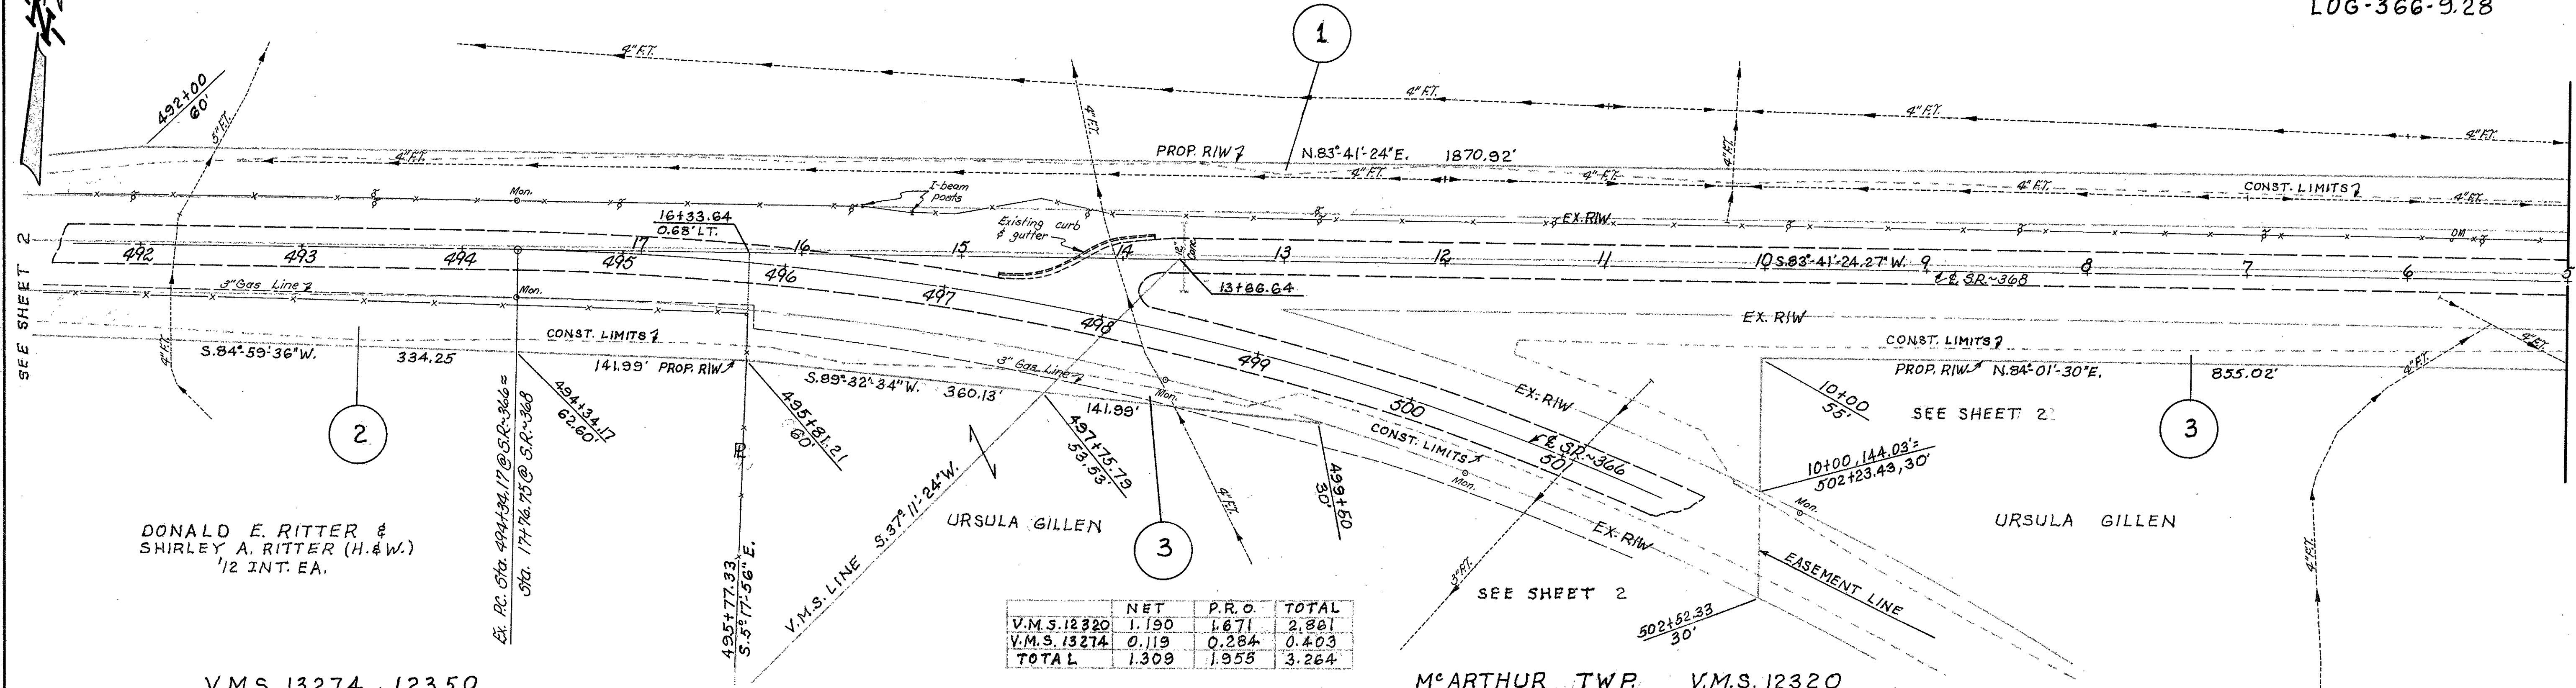 LOG-366-9.28
1
4" F.T.
4" F.T.
4" F.T.
4" F.T.
492+00
60'
5" F.T.
4" F.T.
4" F.T.
PROP. R/W N.83°-41'-24"E. 1870.92'
4" F.T.
4" F.T.
4" F.T.
4" F.T.
CONST. LIMITS
4" F.T.
Mon.
I-beam
posts
16+33.64
0.68' LT.
Existing curb
& gutter
EX. R/W
SEE SHEET 2
492 493 494 495 496 497 498 499 500 501
17 16 15 14 13 12 11 10 S.83°-41'-24.27" W. 9 8 7 6 5
12"
Conc.
13+66.64
℄ S.R.~368
3" Gas Line
Mon.
EX. R/W
CONST. LIMITS
CONST. LIMITS
4" F.T.
S.84°-59'-36"W. 334.25
141.99' PROP. R/W
S.89°-32'-34"W. 360.13'
3" Gas Line
Mon.
141.99'
EX. R/W
PROP. R/W N.84°-01'-30"E. 855.02'
4" F.T.
4" F.T.
2
494+34.17
62.60'
495+81.21
60'
497+75.79
53.53'
499+50
30'
CONST. LIMITS
℄ S.R.~366
10+00
55'
SEE SHEET 2
3
10+00, 144.03'=
502+23.43, 30'
Ex. P.C. Sta. 494+34.17 @ S.R.~366 =
Sta. 17+76.75 @ S.R.~368
Mon.
Mon.
DONALD E. RITTER &
SHIRLEY A. RITTER (H.&W.)
1/2 INT. EA.
URSULA GILLEN
3
4" F.T.
EX. R/W
URSULA GILLEN
V.M.S. LINE S.37°-11'-24"W.
495+77.33
S.5°-17'-56"E.
3" F.T.
SEE SHEET 2
EASEMENT LINE
4" F.T.
502+52.33
30'
NET P.R.O. TOTAL
V.M.S. 12320 1.190 1.671 2.861
V.M.S. 13274 0.119 0.284 0.403
TOTAL 1.309 1.955 3.264
V.M.S. 13274, 12350
McARTHUR TWP. V.M.S. 12320